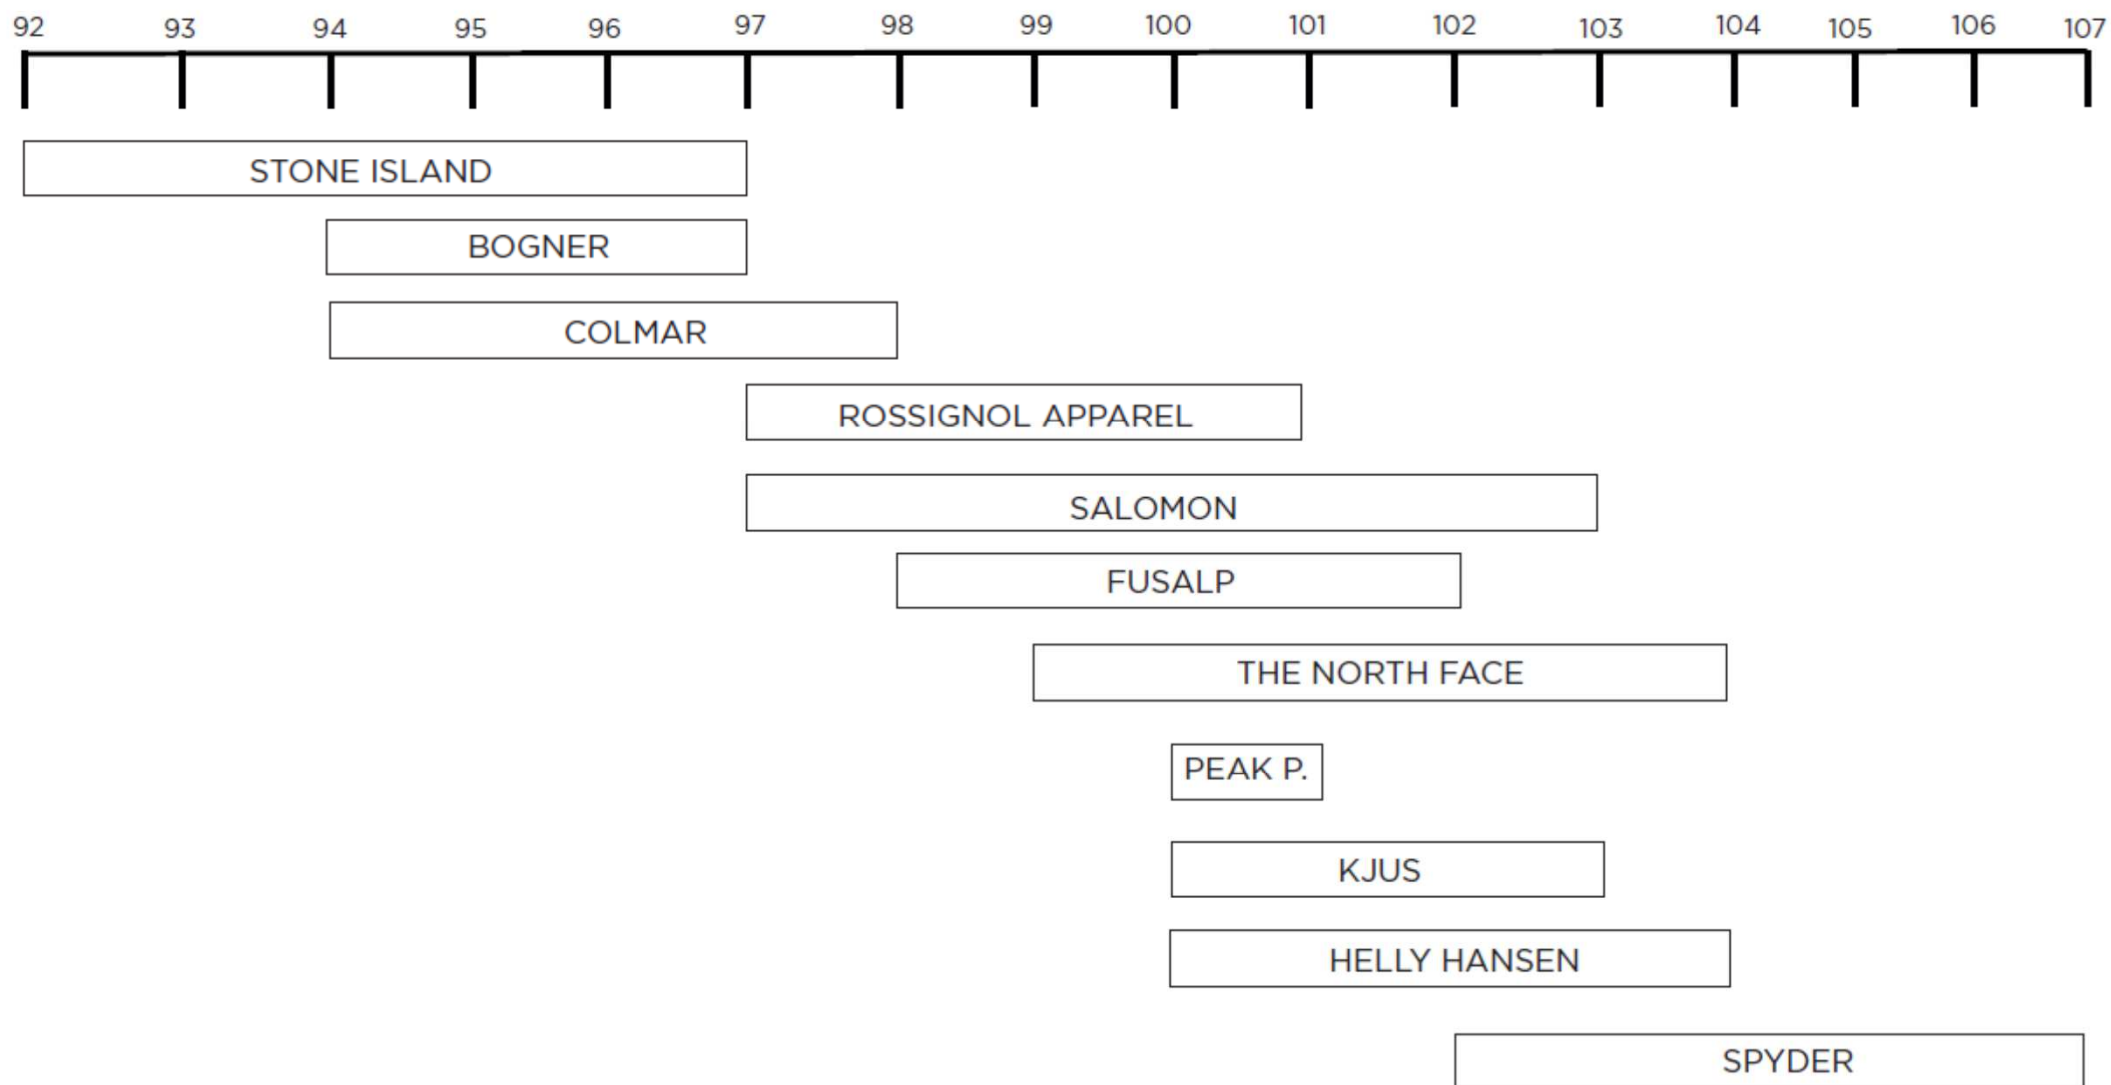 92 93 94 95 96 97 98 99 100 101 102 103 104 105 106 107
STONE ISLAND
BOGNER
COLMAR
ROSSIGNOL APPAREL
SALOMON
FUSALP
THE NORTH FACE
PEAK P.
KJUS
HELLY HANSEN
SPYDER